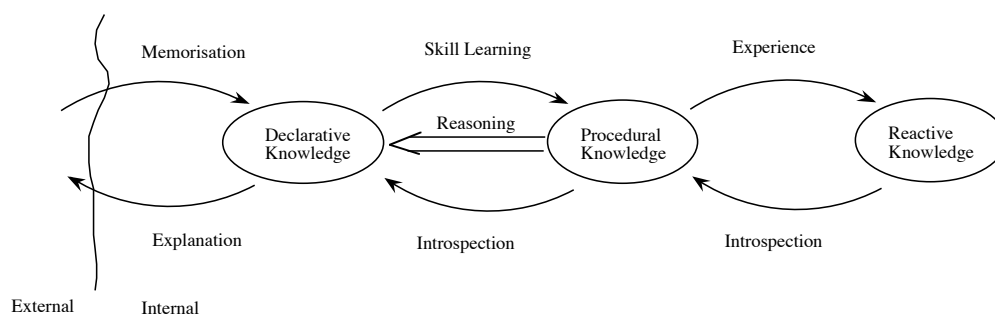 Memorisation
Skill Learning
Experience
Declarative
Knowledge
Reasoning
Procedural
Knowledge
Reactive
Knowledge
Explanation
Introspection
Introspection
External
Internal